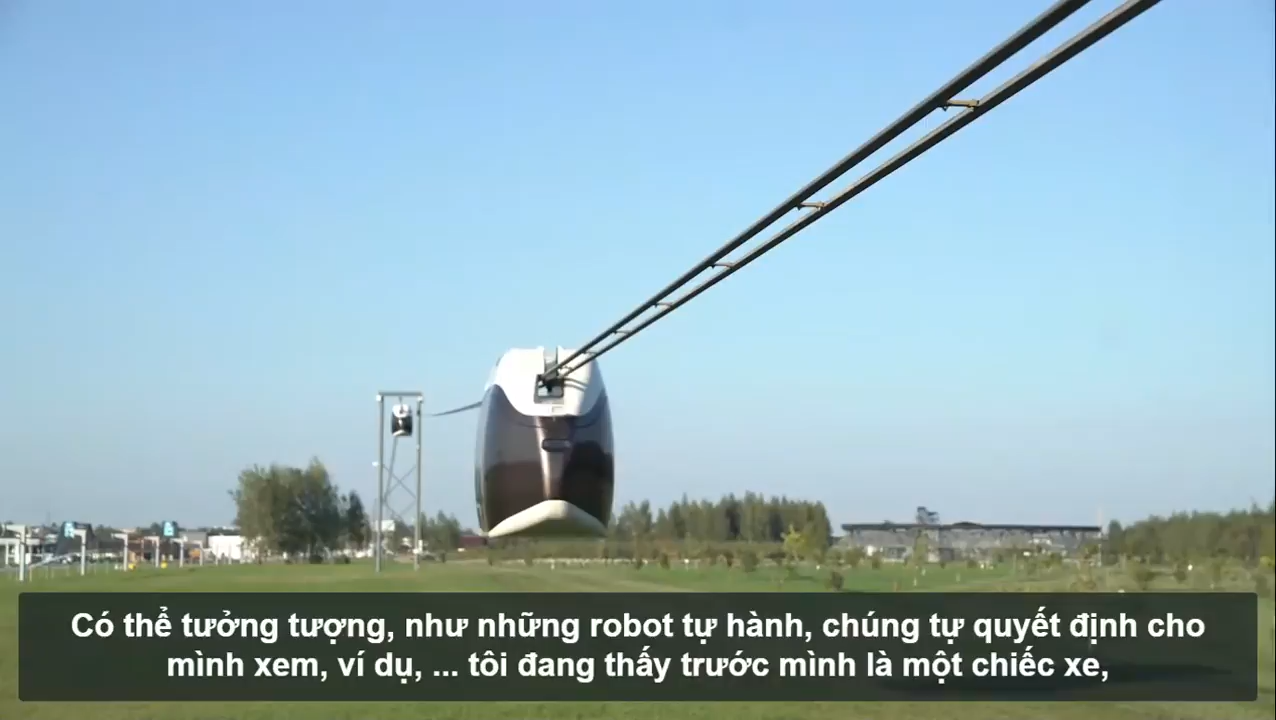 Có thể tưởng tượng, như những robot tự hành, chúng tự quyết định cho
mình xem, ví dụ, ... tôi đang thấy trước mình là một chiếc xe,